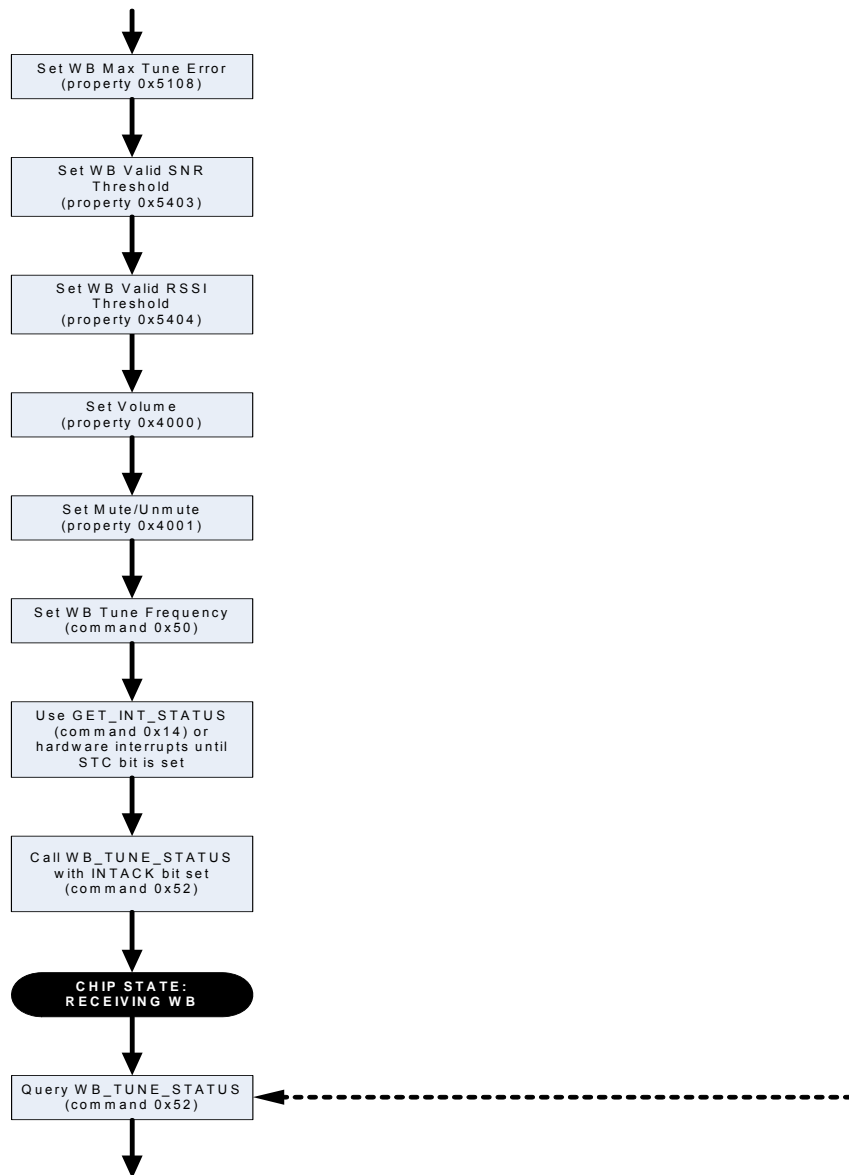 Set WB Max Tune Error
(property 0x5108)
Set WB Valid SNR
Threshold
(property 0x5403)
Set WB Valid RSSI
Threshold
(property 0x5404)
Set Volume
(property 0x4000)
Set Mute/Unmute
(property 0x4001)
Set WB Tune Frequency
(command 0x50)
Use GET_INT_STATUS
(command 0x14) or
hardware interrupts until
STC bit is set
Call WB_TUNE_STATUS
with INTACK bit set
(command 0x52)
CHIP STATE:
RECEIVING WB
Query WB_TUNE_STATUS
(command 0x52)